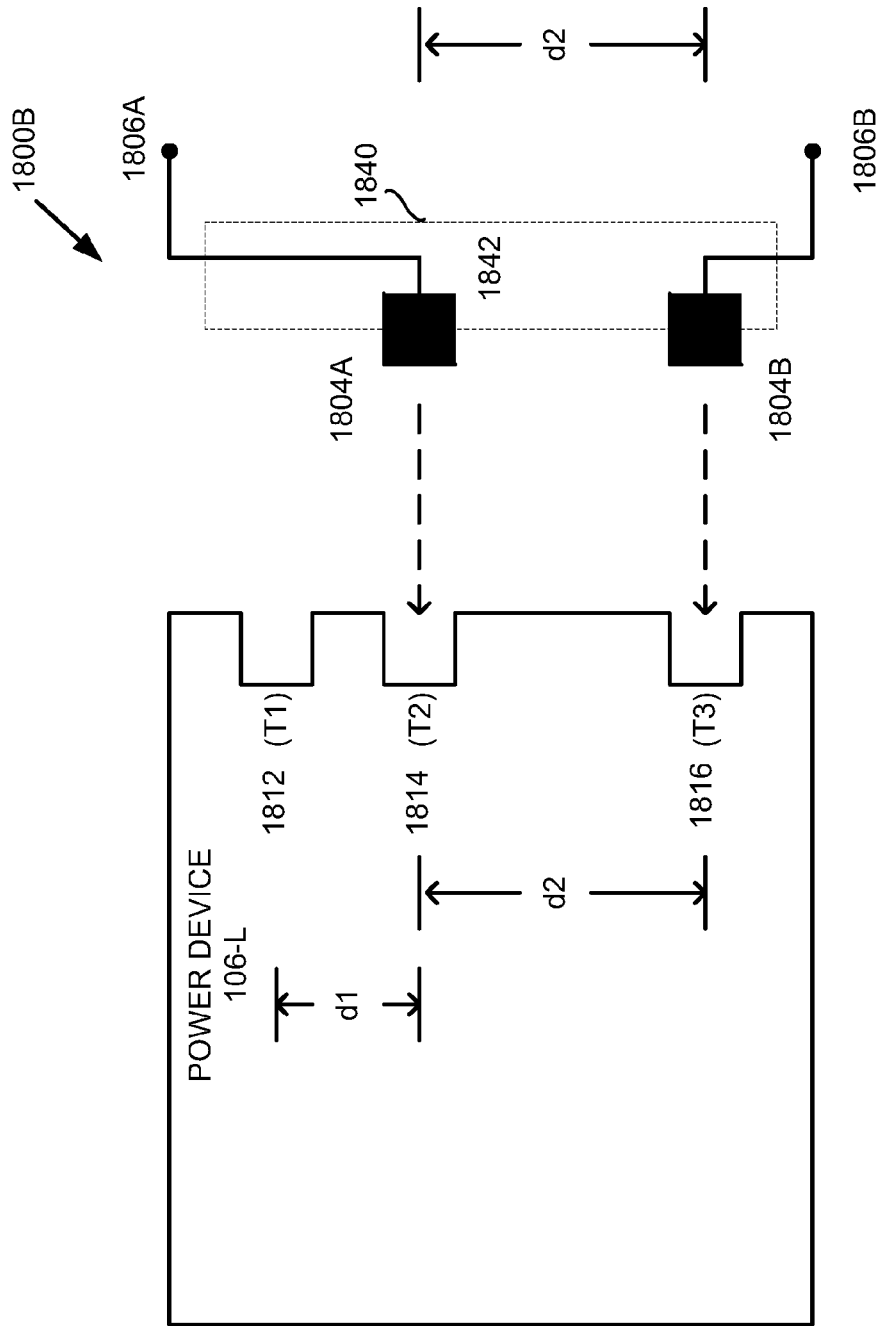 1800B
1806A
1840
1842
1804A
d2
1804B
1806B
POWER DEVICE
106-L
1812 (T1)
1814 (T2)
1816 (T3)
d1
d2